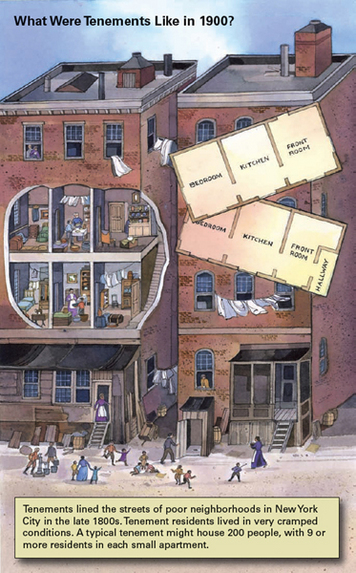 What Were Tenements Like in 1900?
BEDROOM
KITCHEN
FRONT
ROOM
BEDROOM
KITCHEN
FRONT
ROOM
HALLWAY
Tenements lined the streets of poor neighborhoods in New York
City in the late 1800s. Tenement residents lived in very cramped
conditions. A typical tenement might house 200 people, with 9 or
more residents in each small apartment.